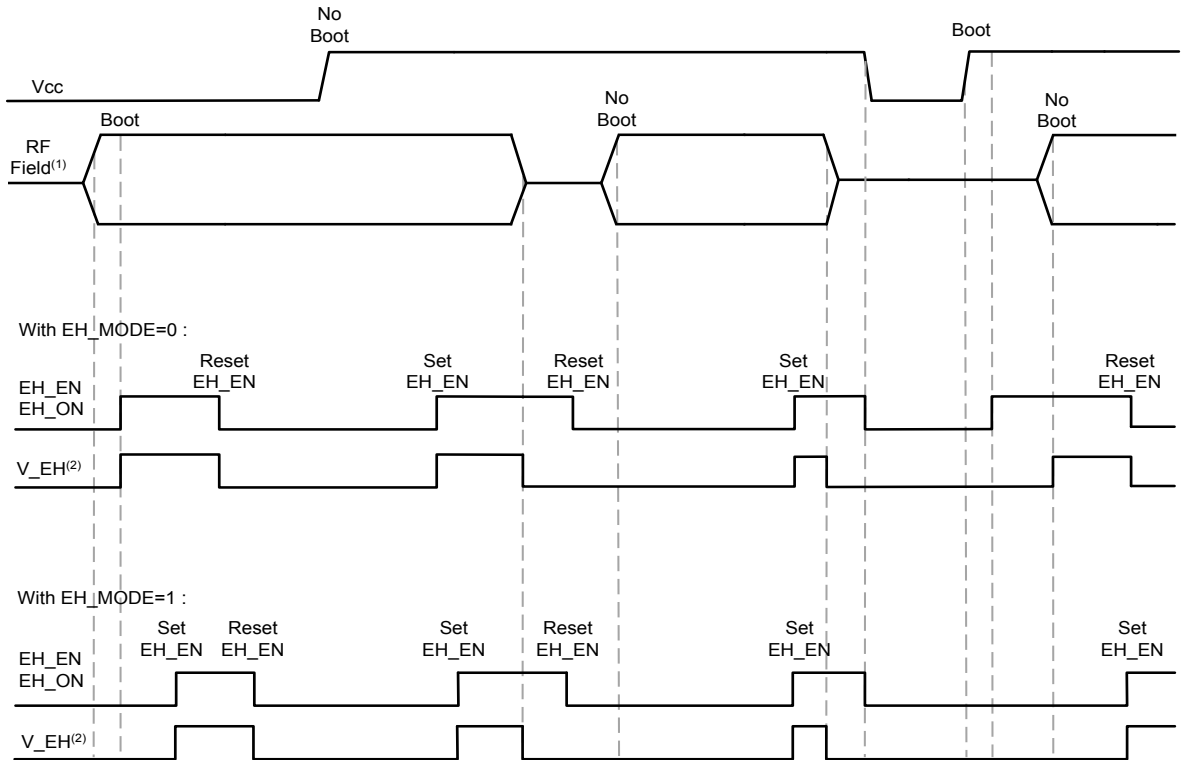 No
Boot
Boot
Vcc
Boot
No
Boot
No
Boot
RF
Field(1)
With EH_MODE=0 :
Reset
EH_EN
Set
EH_EN
Reset
EH_EN
Set
EH_EN
Reset
EH_EN
EH_EN
EH_ON
V_EH(2)
With EH_MODE=1 :
Set
EH_EN
Reset
EH_EN
Set
EH_EN
Reset
EH_EN
Set
EH_EN
Set
EH_EN
EH_EN
EH_ON
V_EH(2)